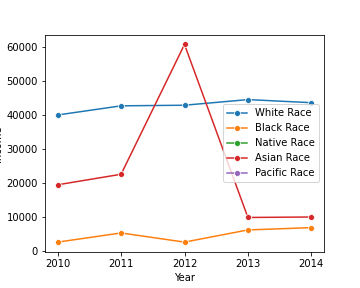 60000
50000
40000
30000
20000
10000
0
White Race
Black Race
Native Race
Asian Race
Pacific Race
2010
2011
2012
2013
2014
Year